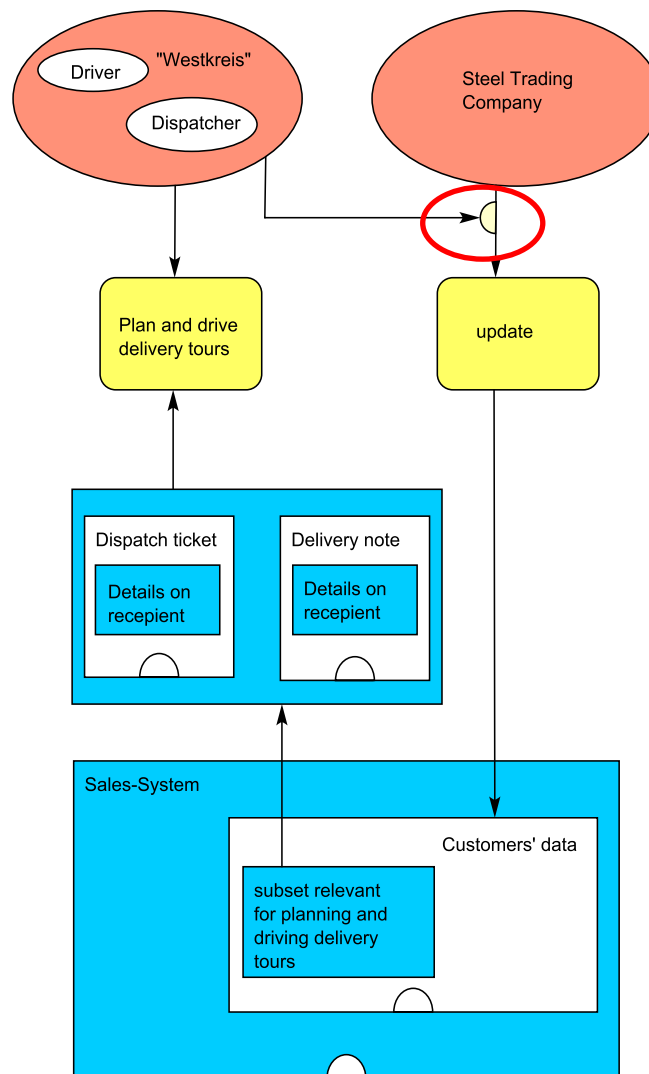 "Westkreis"
Driver
Dispatcher
Steel Trading
Company
Plan and drive
delivery tours
update
Dispatch ticket
Details on
recepient
Delivery note
Details on
recepient
Sales-System
Customers' data
subset relevant
for planning and
driving delivery
tours